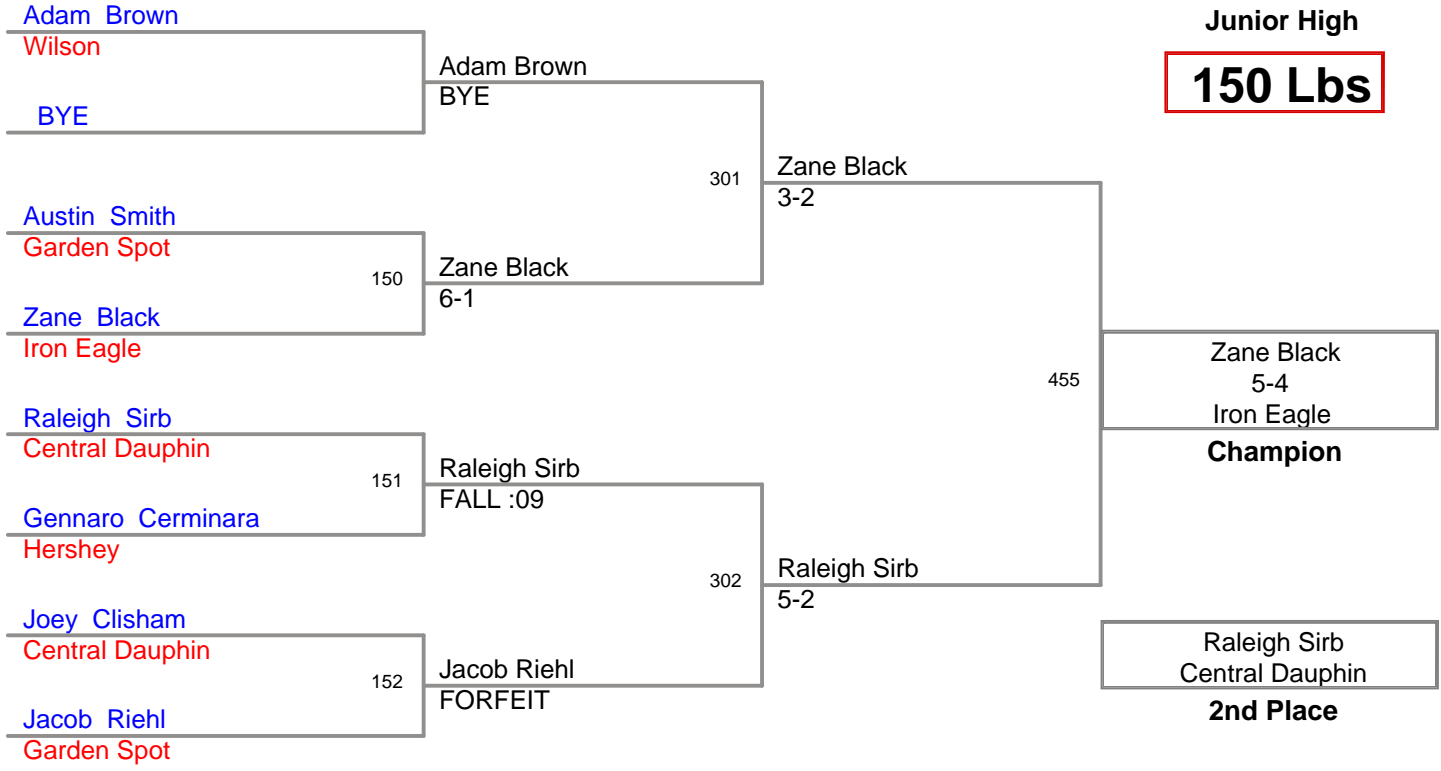 Adam Brown
Wilson
BYE
Austin Smith
Garden Spot
Zane Black
Iron Eagle
Raleigh Sirb
Central Dauphin
Gennaro Cerminara
Hershey
Joey Clisham
Central Dauphin
Jacob Riehl
Garden Spot
Adam Brown
BYE
150
Zane Black
6-1
151
Raleigh Sirb
FALL :09
152
Jacob Riehl
FORFEIT
301
Zane Black
3-2
302
Raleigh Sirb
5-2
Junior High
150 Lbs
455
Zane Black
5-4
Iron Eagle
Champion
Raleigh Sirb
Central Dauphin
2nd Place